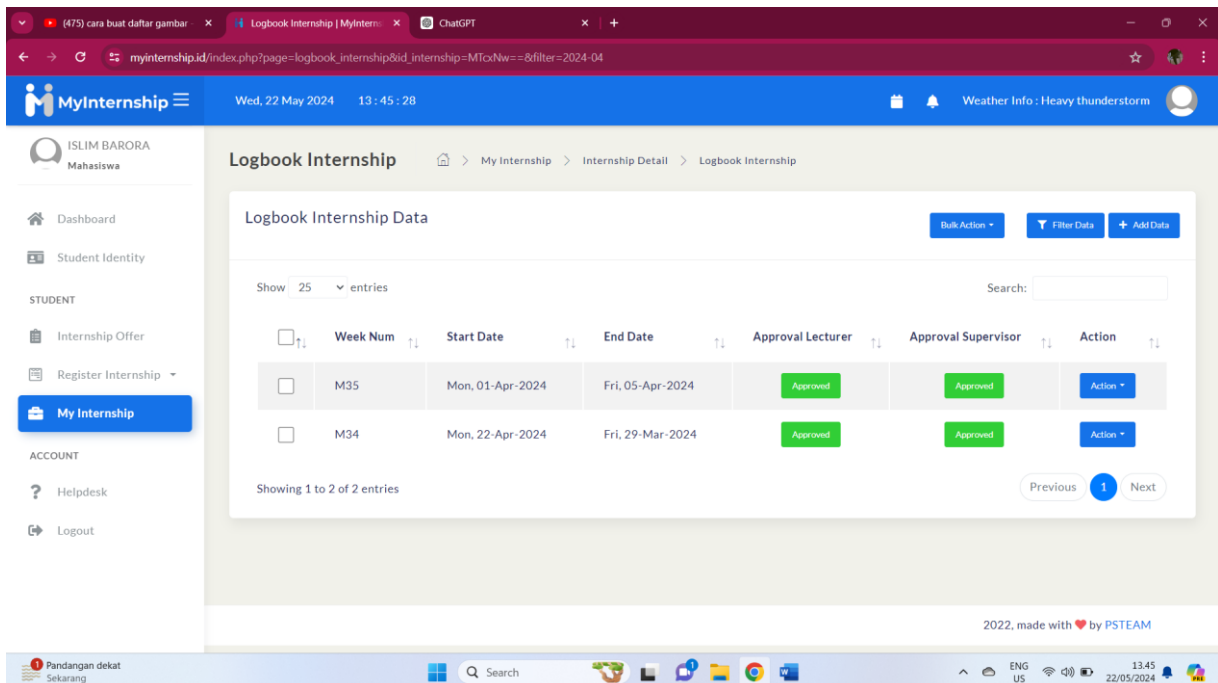 (475) cara buat daftar gambar
Logbook Internship | MyInterns
ChatGPT
myinternship.id/index.php?page=logbook_internship&id_internship=MTcxNw==&filter=2024-04
MyInternship
Wed, 22 May 2024 13:45:28
Weather Info : Heavy thunderstorm
ISLIM BARORA
Mahasiswa
Dashboard
Student Identity
STUDENT
Internship Offer
Register Internship
My Internship
ACCOUNT
Helpdesk
Logout
Logbook Internship
> My Internship > Internship Detail > Logbook Internship
Logbook Internship Data
Bulk Action
Filter Data
+ Add Data
Show 25 entries
Search:
Week Num Start Date End Date Approval Lecturer Approval Supervisor Action
M35 Mon, 01-Apr-2024 Fri, 05-Apr-2024 Approved Approved Action
M34 Mon, 22-Apr-2024 Fri, 29-Mar-2024 Approved Approved Action
Showing 1 to 2 of 2 entries
Previous 1 Next
2022, made with ❤ by PSTEAM
1
Pandangan dekat
Sekarang
Search
1
ENG
US
13.45
22/05/2024
PRE